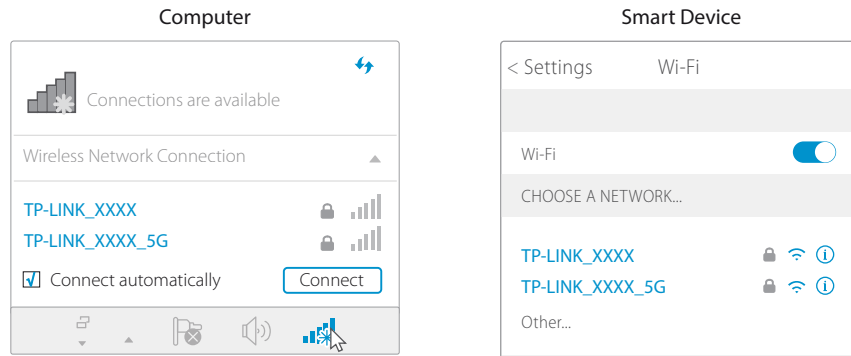 Computer
Connections are available
Wireless Network Connection
TP-LINK_XXXX
TP-LINK_XXXX_5G
Connect automatically
Connect
Smart Device
< Settings
Wi-Fi
Wi-Fi
CHOOSE A NETWORK...
TP-LINK_XXXX
TP-LINK_XXXX_5G
Other...